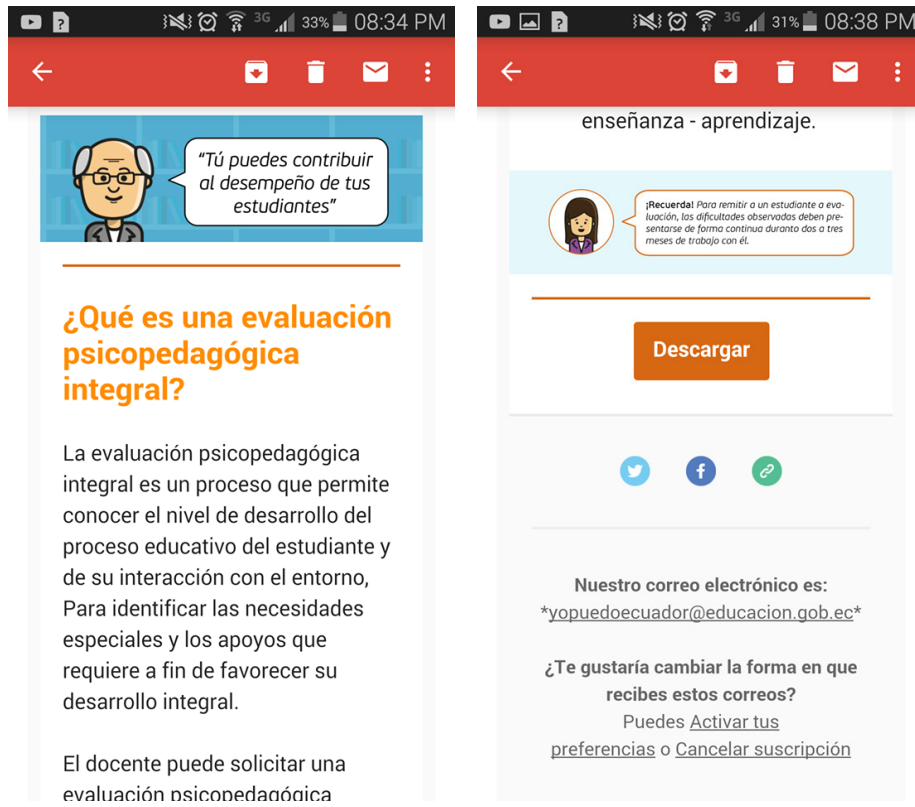 3G
33%
08:34 PM
“Tú puedes contribuir
al desempeño de tus
estudiantes”
¿Qué es una evaluación
psicopedagógica
integral?
La evaluación psicopedagógica
integral es un proceso que permite
conocer el nivel de desarrollo del
proceso educativo del estudiante y
de su interacción con el entorno,
Para identificar las necesidades
especiales y los apoyos que
requiere a fin de favorecer su
desarrollo integral.
El docente puede solicitar una
evaluación psicopedagógica
3G
31%
08:38 PM
enseñanza - aprendizaje.
¡Recuerda! Para remitir a un estudiante a eva-
luación, las dificultades observadas deben pre-
sentarse de forma continua duranto dos a tres
meses de trabajo con él.
Descargar
Nuestro correo electrónico es:
*yopuedoecuador@educacion.gob.ec*
¿Te gustaría cambiar la forma en que
recibes estos correos?
Puedes Activar tus
preferencias o Cancelar suscripción